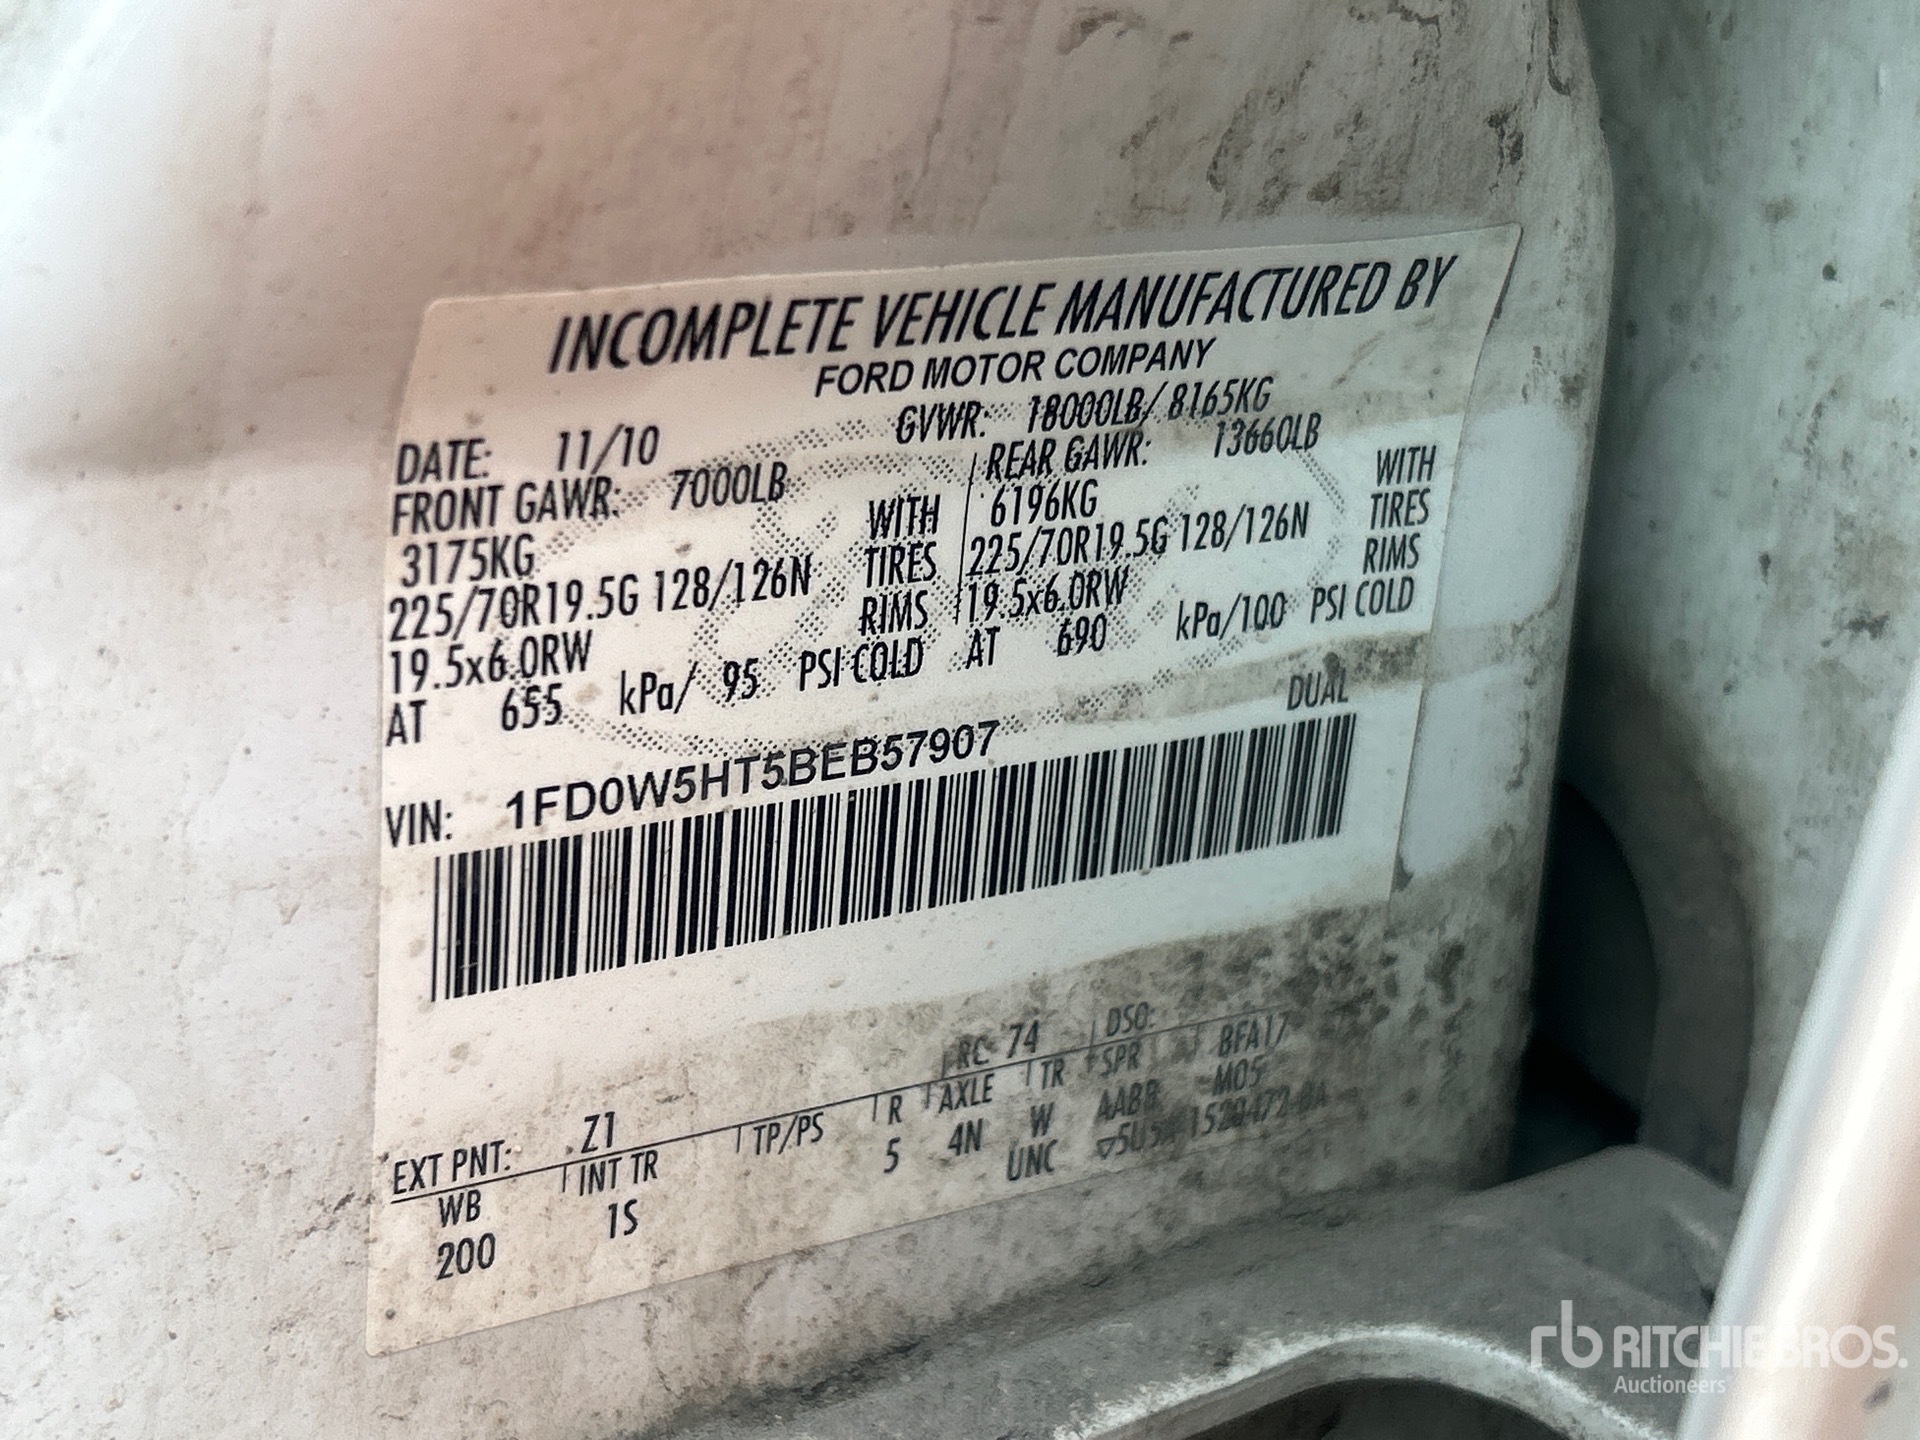 INCOMPLETE VEHICLE MANUFACTURED BY
FORD MOTOR COMPANY
DATE: 11/10 GVWR: 18000LB/ 8165KG
FRONT GAWR: 7000LB REAR GAWR: 13660LB
3175KG WITH 6196KG WITH
225/70R19.5G 128/126N TIRES 225/70R19.5G 128/126N TIRES
19.5x6.0RW RIMS 19.5x6.0RW RIMS
AT 655 kPa/ 95 PSI COLD AT 690 kPa/100 PSI COLD
DUAL
VIN: 1FD0W5HT5BEB57907
EXT PNT: Z1 RC: 74 DSO:
WB INT TR TP/PS R AXLE TR SPR BFA17
200 1S 5 4N W AABB M05
UNC
rb RITCHIE BROS.
Auctioneers